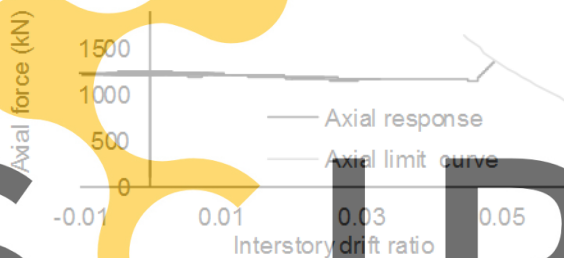 Axial force (kN)
1500
1000
500
0
Axial response
Axial limit curve
-0.01 0.01 0.03 0.05
Interstory drift ratio